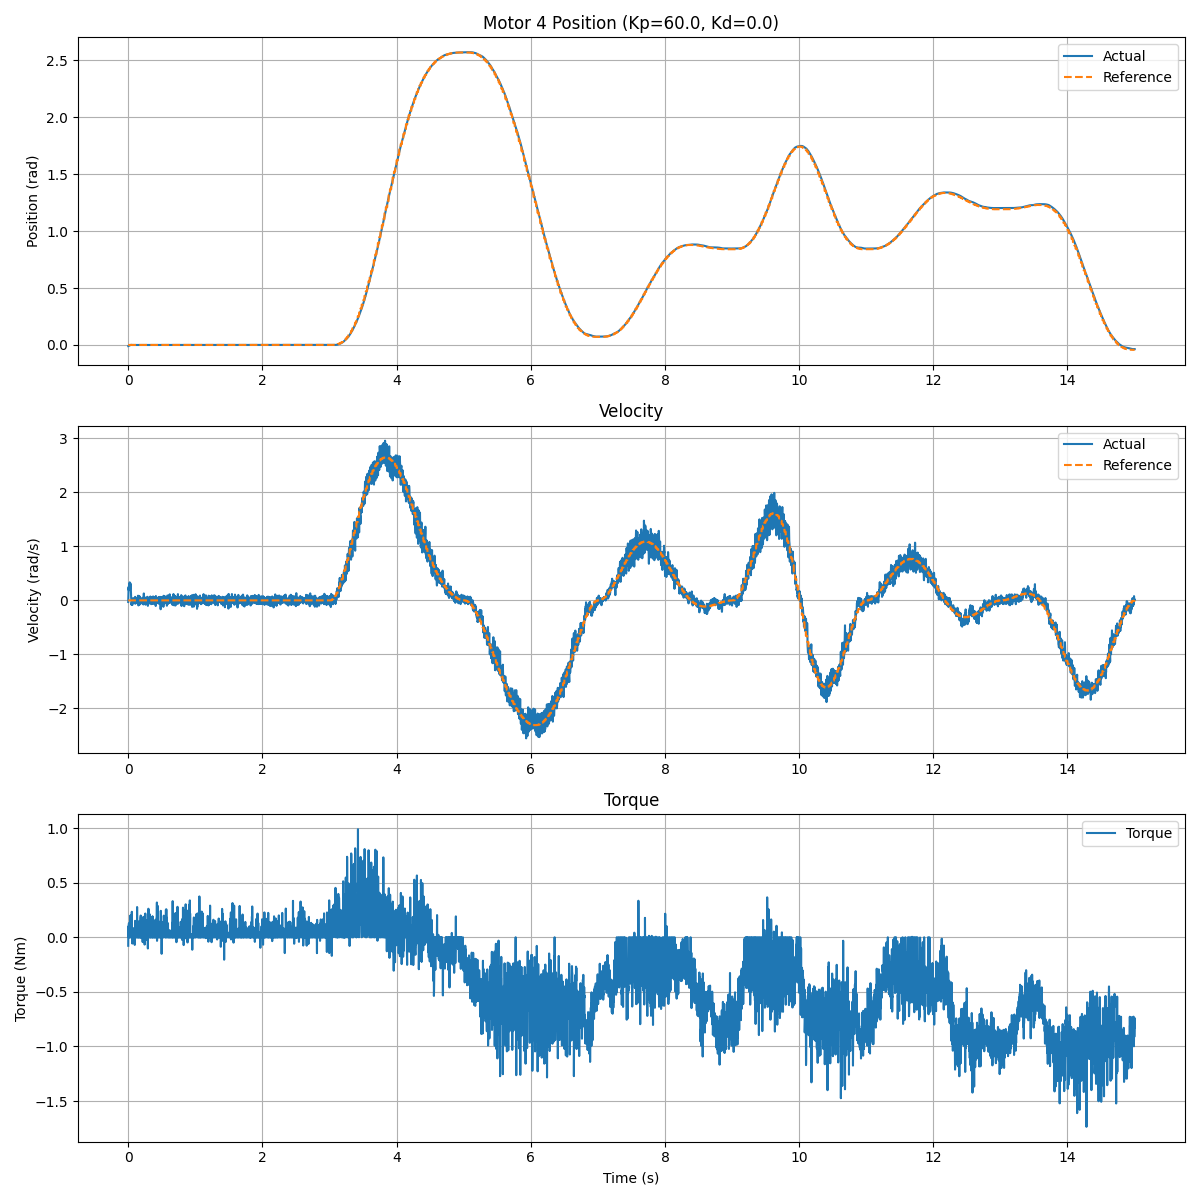 Motor 4 Position (Kp=60.0, Kd=0.0)
Position (rad)
2.5
2.0
1.5
1.0
0.5
0.0
Actual
Reference
0 2 4 6 8 10 12 14
Velocity
Velocity (rad/s)
3
2
1
0
−1
−2
Actual
Reference
0 2 4 6 8 10 12 14
Torque
Torque (Nm)
1.0
0.5
0.0
−0.5
−1.0
−1.5
Torque
0 2 4 6 8 10 12 14
Time (s)